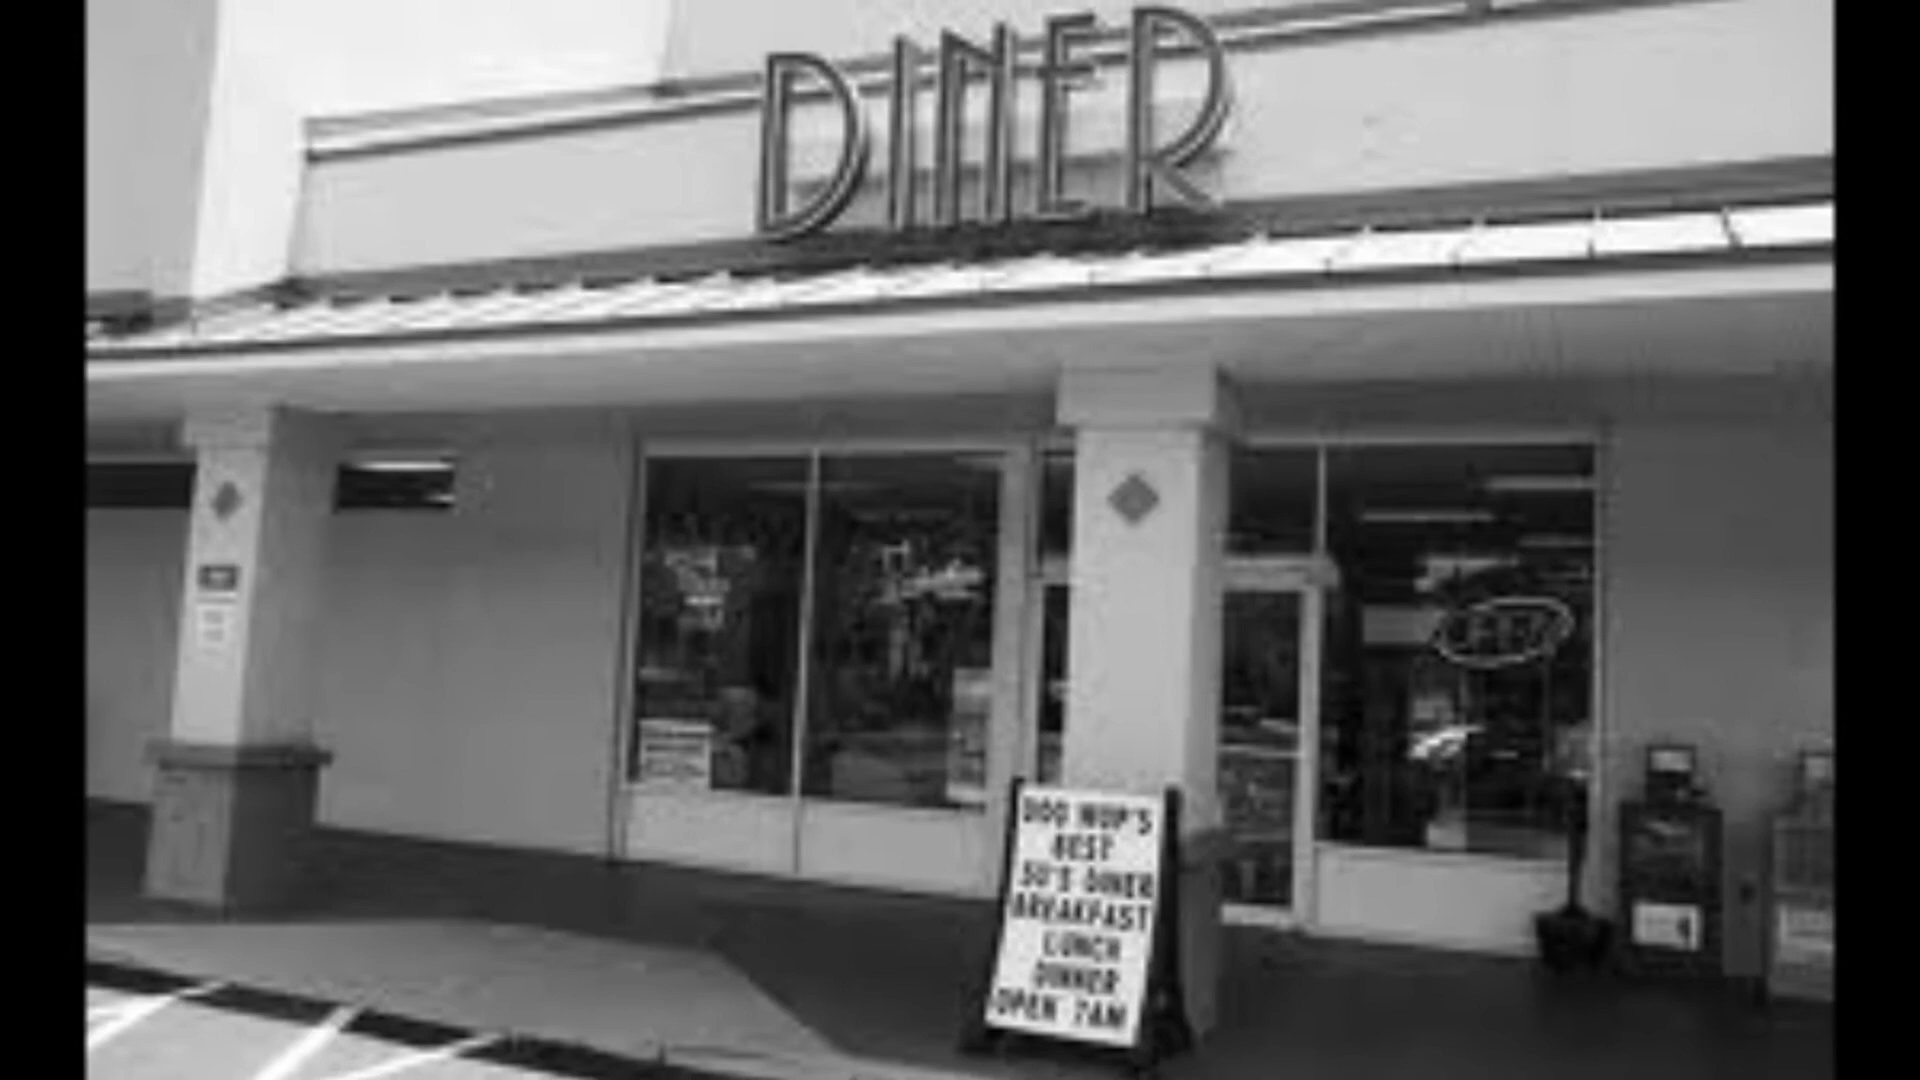 DINER
DOO WOP'S
BEST
50'S DINER
BREAKFAST
LUNCH
DINNER
OPEN 7AM